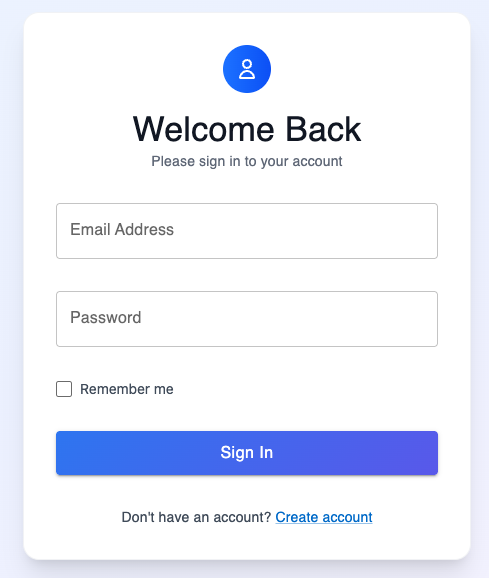 Welcome Back
Please sign in to your account
Email Address
Password
Remember me
Sign In
Don't have an account? Create account